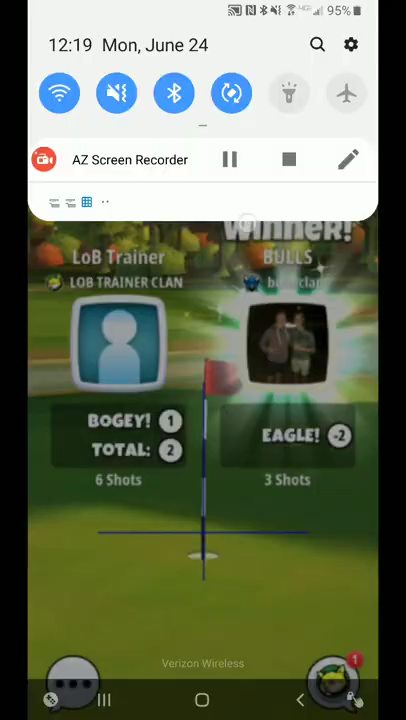 95%
12:19 Mon, June 24
AZ Screen Recorder
Winner!
LoB Trainer
BULLS
LOB TRAINER CLAN
BOGEY! 1
TOTAL: 2
EAGLE! -2
6 Shots
3 Shots
1
Verizon Wireless